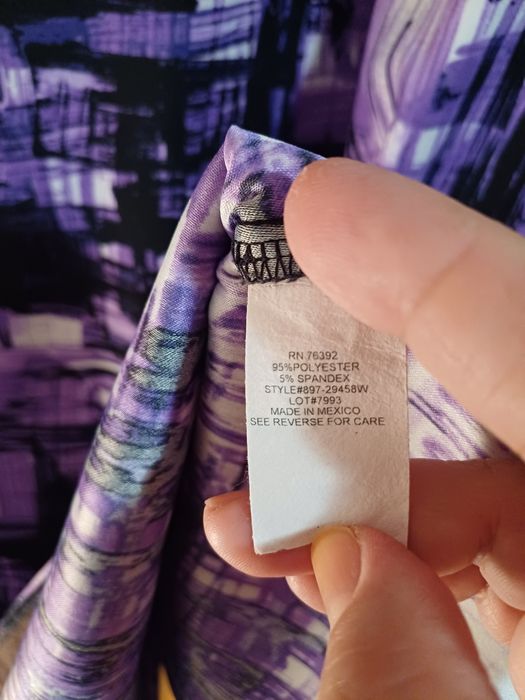 RN 76392
95%POLYESTER
5% SPANDEX
STYLE#897-29458W
LOT#7993
MADE IN MEXICO
SEE REVERSE FOR CARE